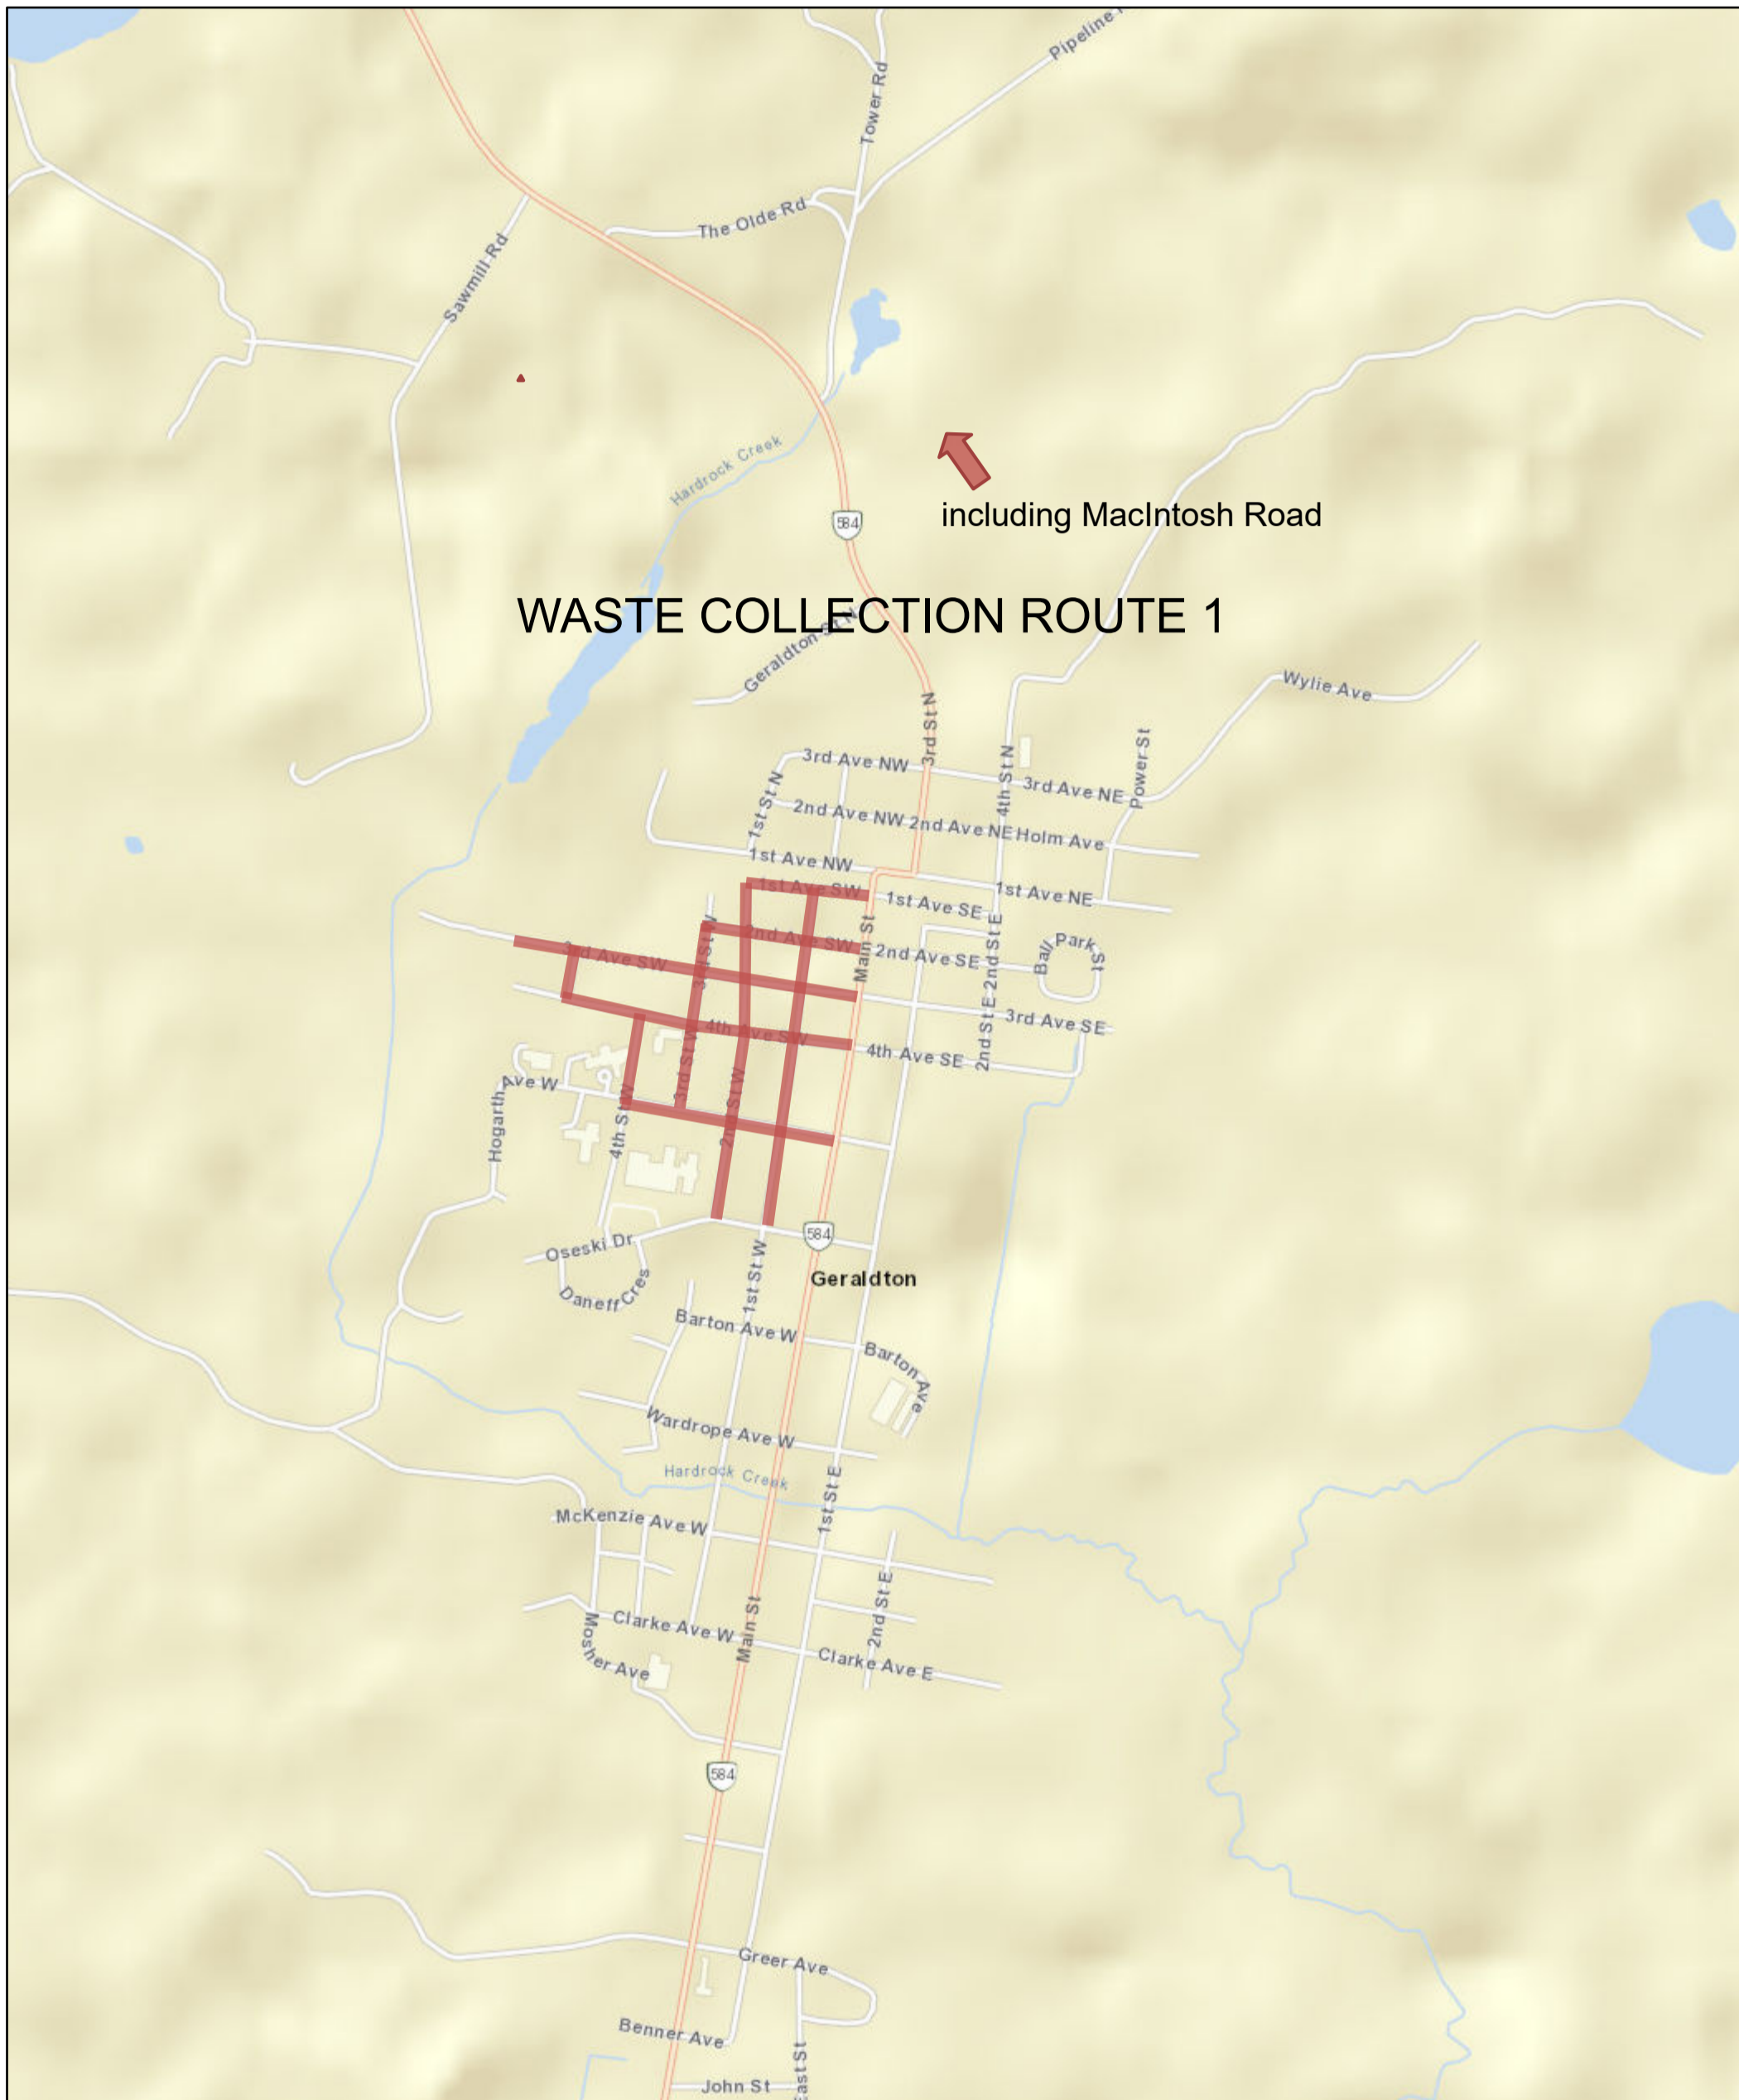 Pipeline
Tower Rd
The Olde Rd
Sawmill Rd
Hardrock Creek
including MacIntosh Road
584
WASTE COLLECTION ROUTE 1
Geraldton St N
Wylie Ave
3rd St N
Power St
4th St N
3rd Ave NW
3rd Ave NE
1st St N
2nd Ave NW
2nd Ave NE
Holm Ave
1st Ave NW
1st Ave SW
1st Ave NE
1st Ave SE
Main St
2nd St E
2nd Ave SW
2nd Ave SE
Ball
Park
St
3rd St W
3rd Ave SW
3rd Ave SE
2nd St E
4th Ave SW
4th Ave SE
3rd St W
Ave W
Hogarth
2nd St W
4th St W
584
Oseski Dr
Geraldton
Daneff Cres
1st St W
Barton Ave W
Barton Ave
Wardrope Ave W
Hardrock Creek
1st St E
McKenzie Ave W
2nd St E
Main St
Clarke Ave W
Mosher Ave
Clarke Ave E
584
Greer Ave
Benner Ave
John St